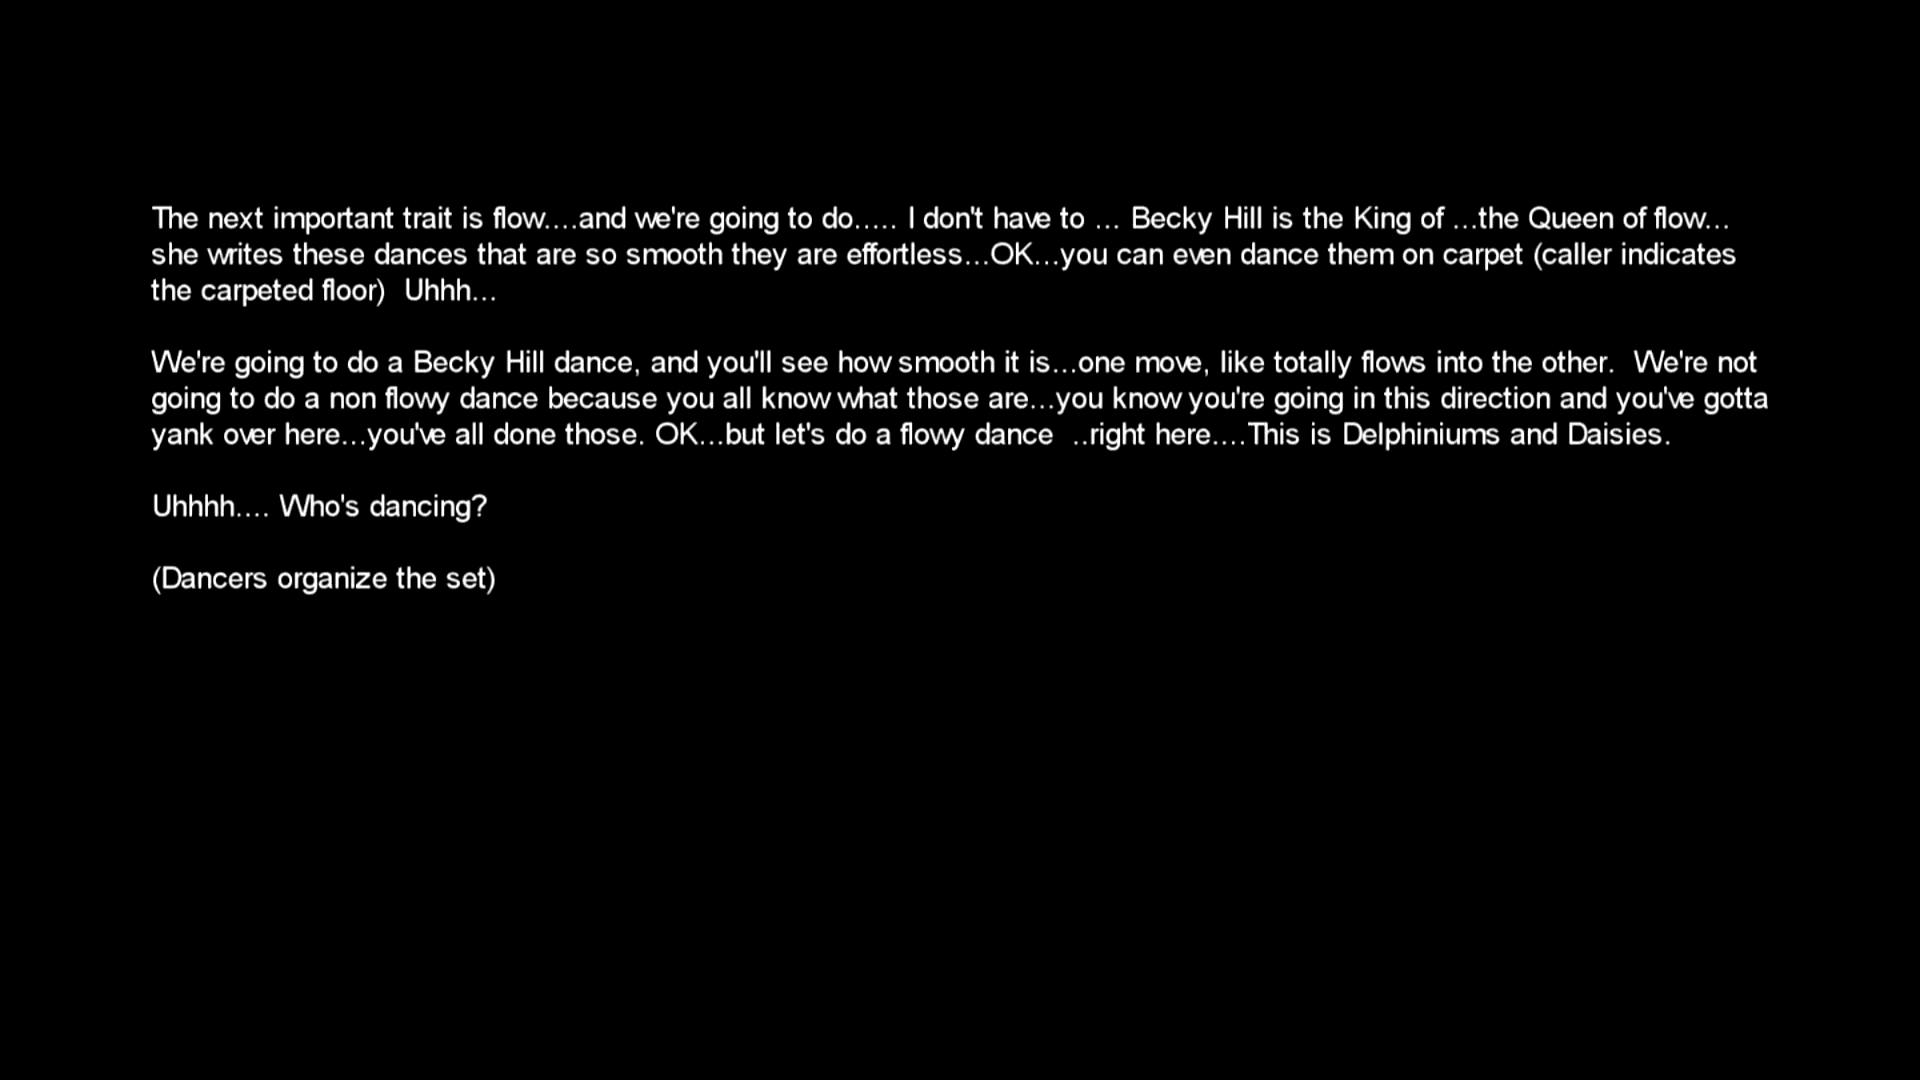 The next important trait is flow....and we're going to do..... I don't have to ... Becky Hill is the King of ...the Queen of flow...
she writes these dances that are so smooth they are effortless...OK...you can even dance them on carpet (caller indicates
the carpeted floor)  Uhhh...
We're going to do a Becky Hill dance, and you'll see how smooth it is...one move, like totally flows into the other.  We're not
going to do a non flowy dance because you all know what those are...you know you're going in this direction and you've gotta
yank over here...you've all done those. OK...but let's do a flowy dance  ..right here....This is Delphiniums and Daisies.
Uhhhh.... Who's dancing?
(Dancers organize the set)